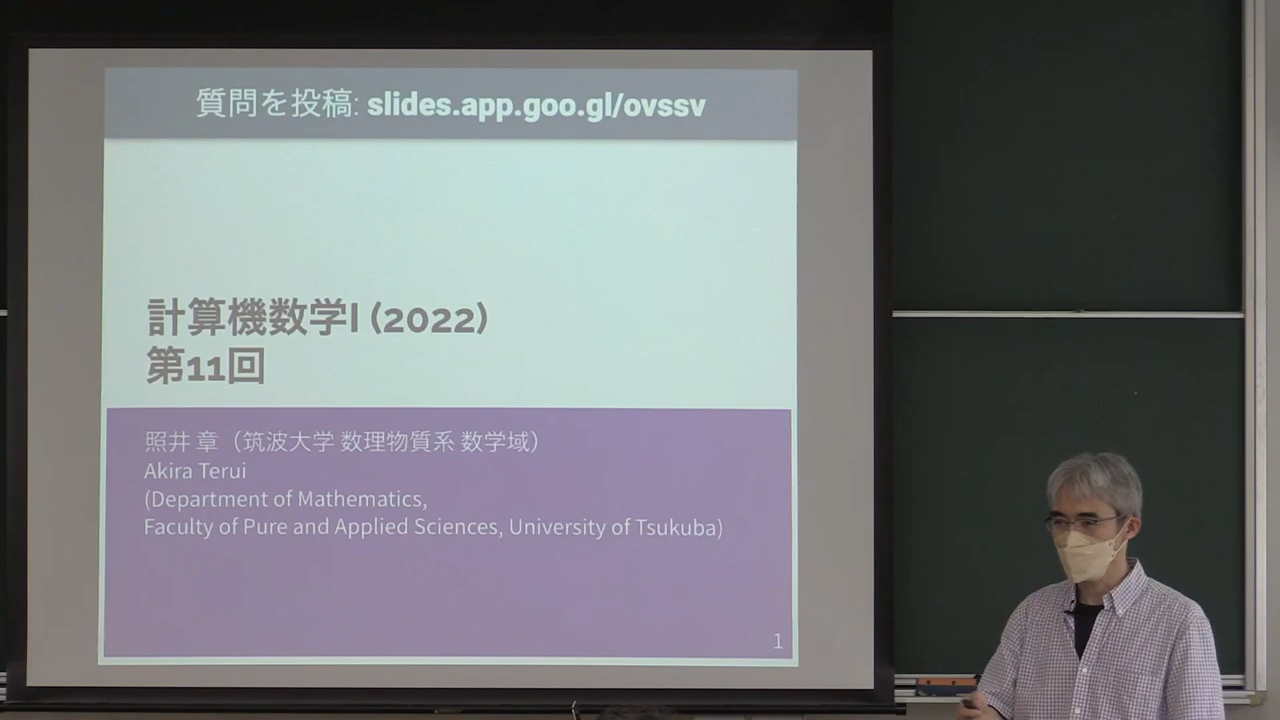 質問を投稿: slides.app.goo.gl/ovssv
計算機数学I (2022)
第11回
照井 章（筑波大学 数理物質系 数学域）
Akira Terui
(Department of Mathematics,
Faculty of Pure and Applied Sciences, University of Tsukuba)
1